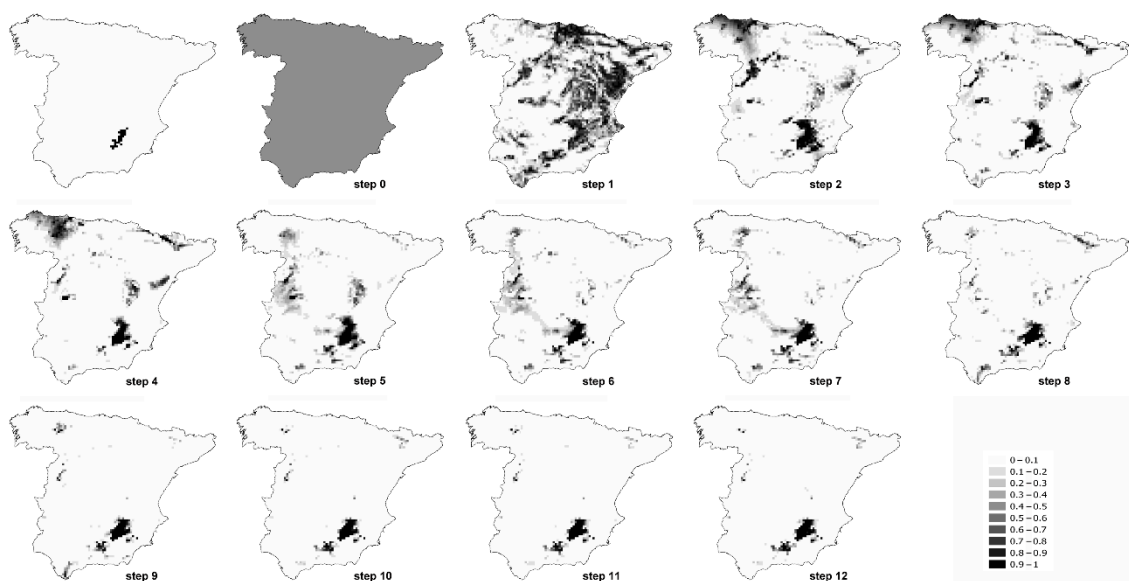 step 0
step 1
step 2
step 3
step 4
step 5
step 6
step 7
step 8
step 9
step 10
step 11
step 12
0 – 0.1
0.1 – 0.2
0.2 – 0.3
0.3 – 0.4
0.4 – 0.5
0.5 – 0.6
0.6 – 0.7
0.7 – 0.8
0.8 – 0.9
0.9 – 1